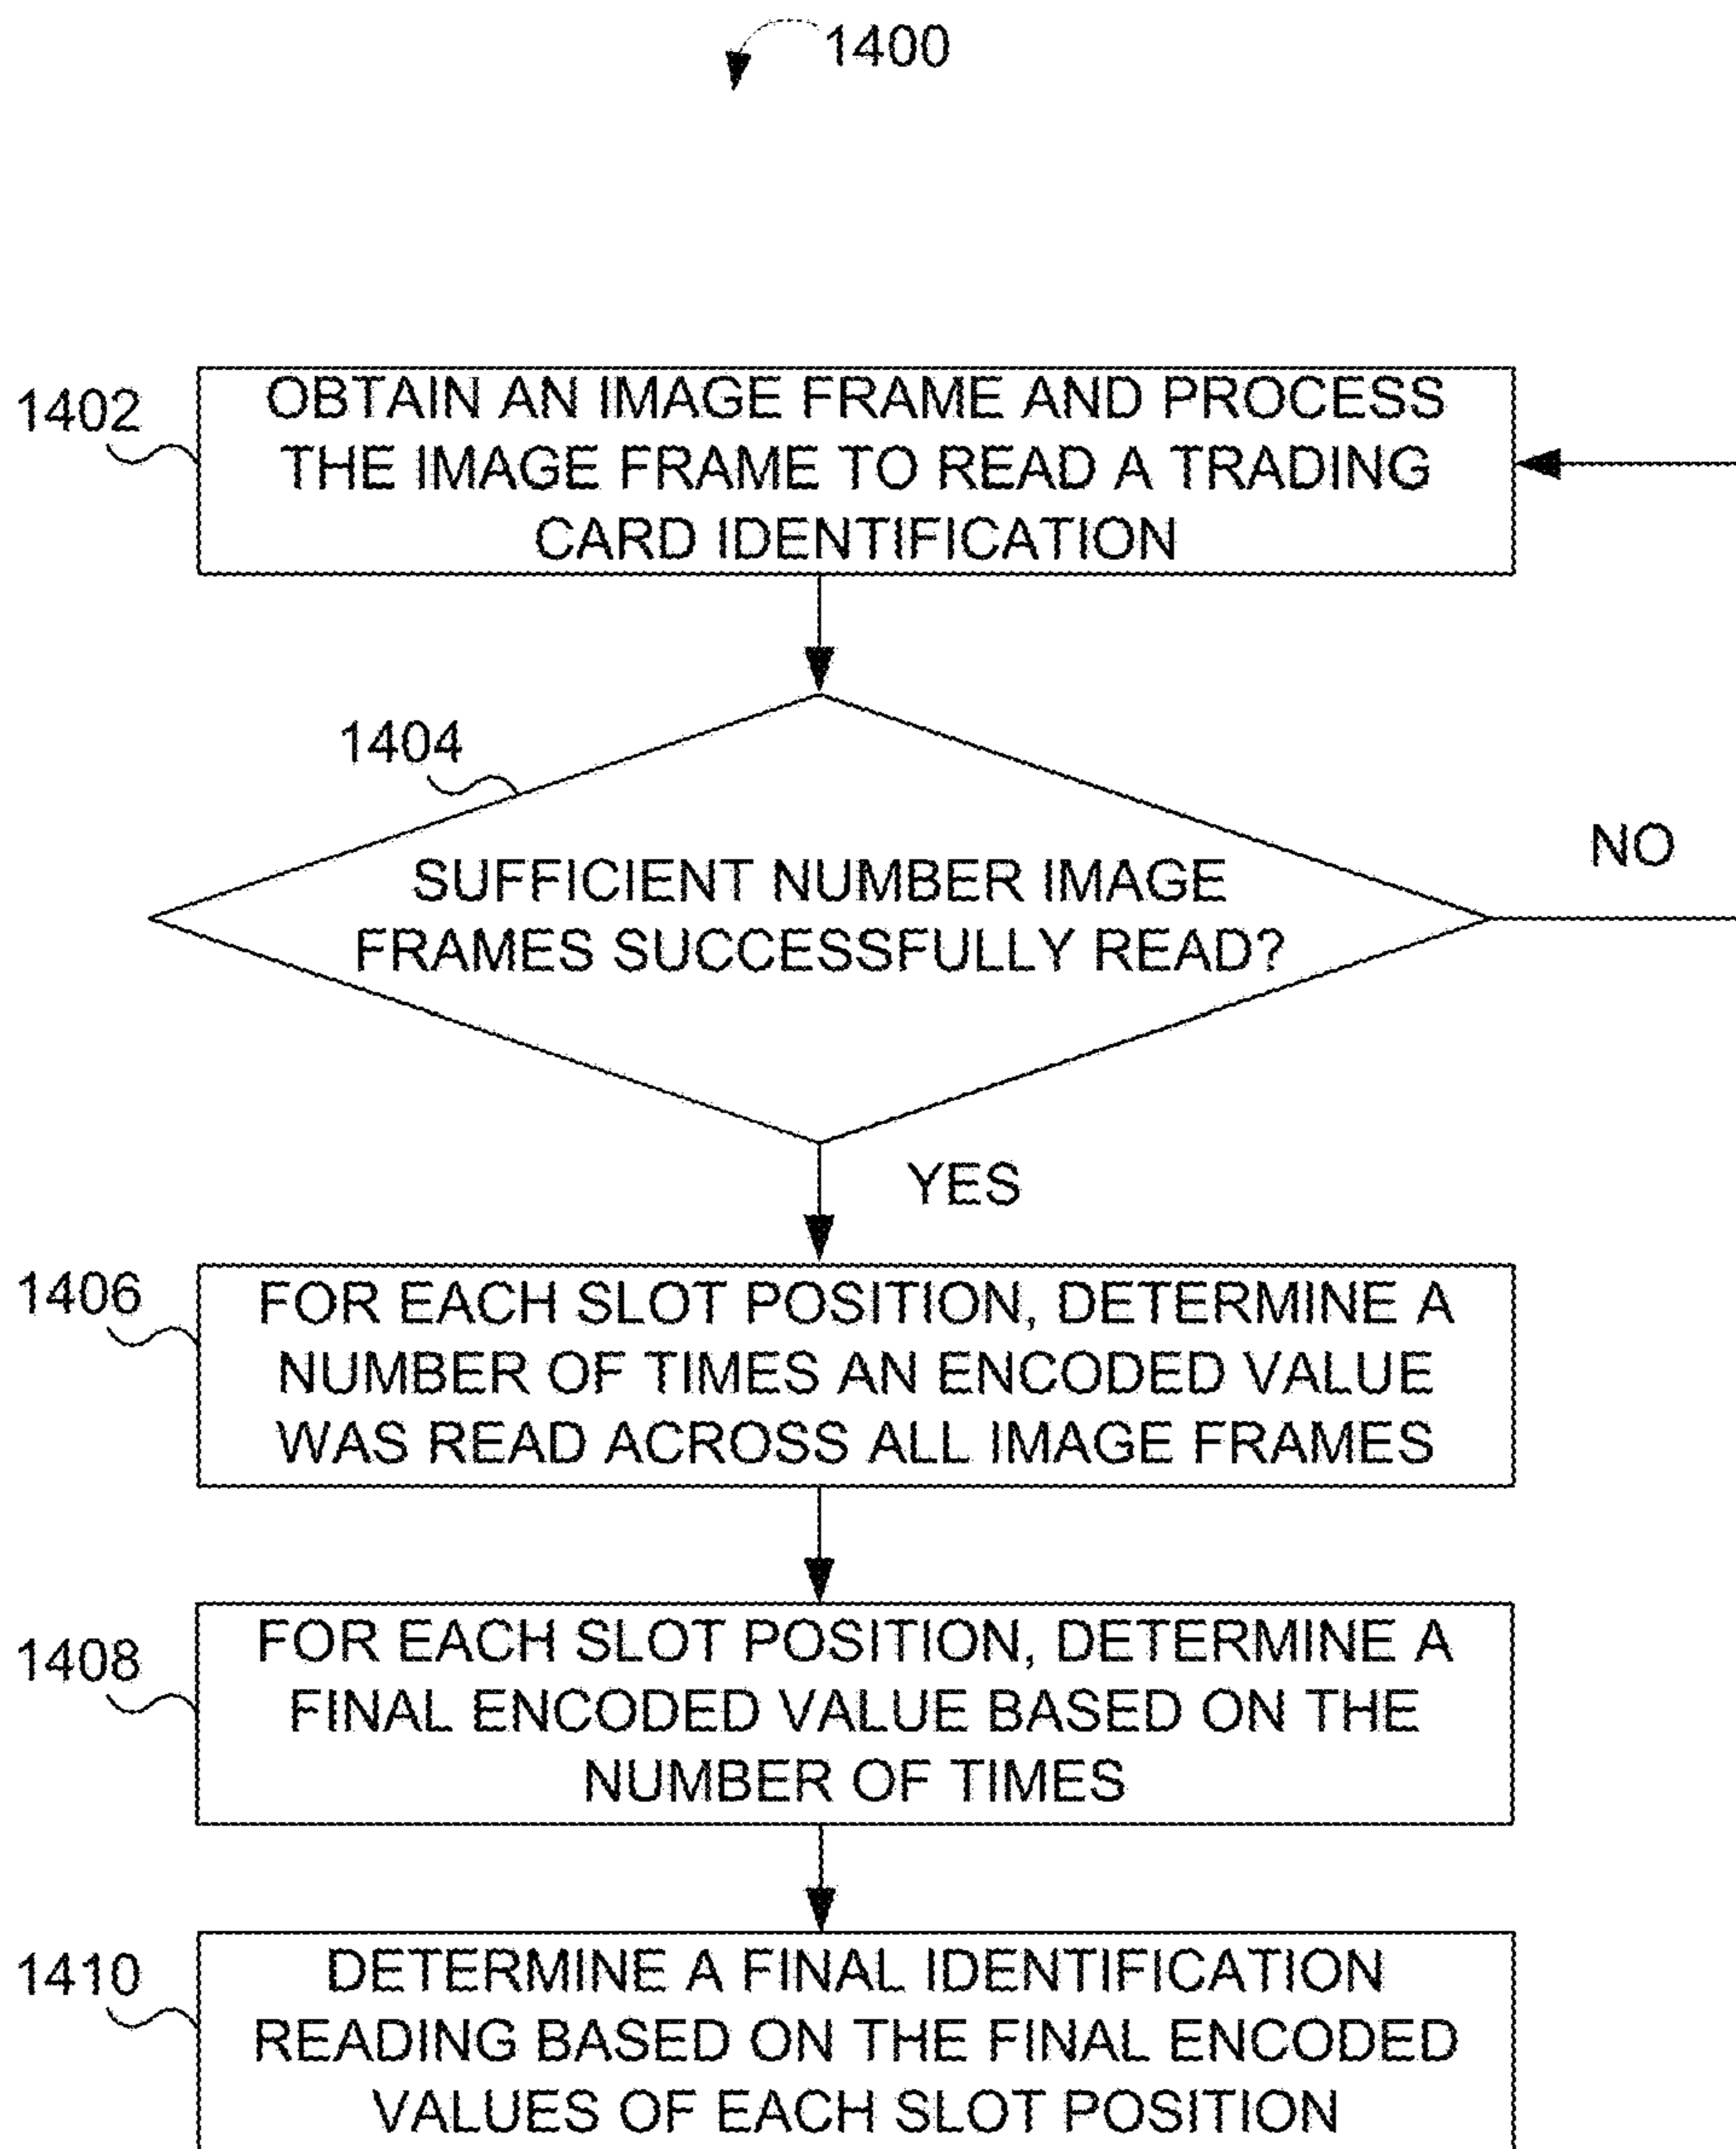 1400
1402
OBTAIN AN IMAGE FRAME AND PROCESS
THE IMAGE FRAME TO READ A TRADING
CARD IDENTIFICATION
1404
SUFFICIENT NUMBER IMAGE
FRAMES SUCCESSFULLY READ?
NO
YES
1406
FOR EACH SLOT POSITION, DETERMINE A
NUMBER OF TIMES AN ENCODED VALUE
WAS READ ACROSS ALL IMAGE FRAMES
1408
FOR EACH SLOT POSITION, DETERMINE A
FINAL ENCODED VALUE BASED ON THE
NUMBER OF TIMES
1410
DETERMINE A FINAL IDENTIFICATION
READING BASED ON THE FINAL ENCODED
VALUES OF EACH SLOT POSITION